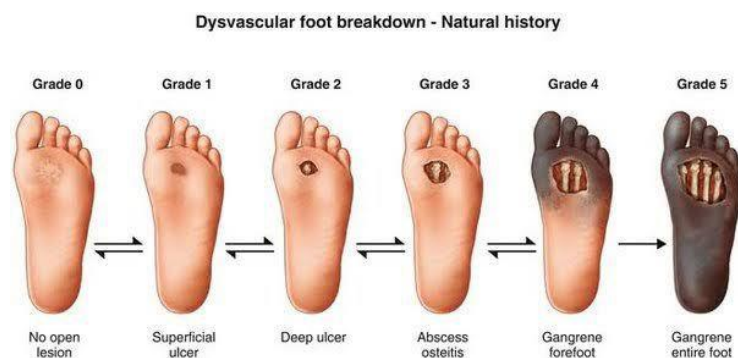 Dysvascular foot breakdown - Natural history
Grade 0
Grade 1
Grade 2
Grade 3
Grade 4
Grade 5
No open
lesion
Superficial
ulcer
Deep ulcer
Abscess
osteitis
Gangrene
forefoot
Gangrene
entire foot